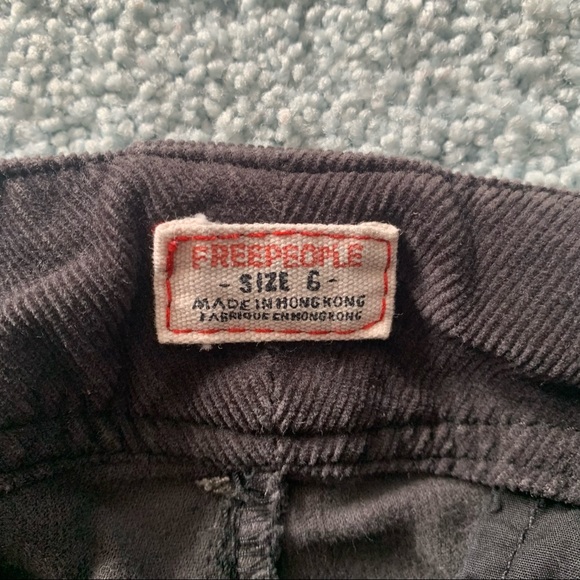 FREEPEOPLE
- SIZE 6 -
MADE IN HONG KONG
FABRIQUE EN HONG KONG